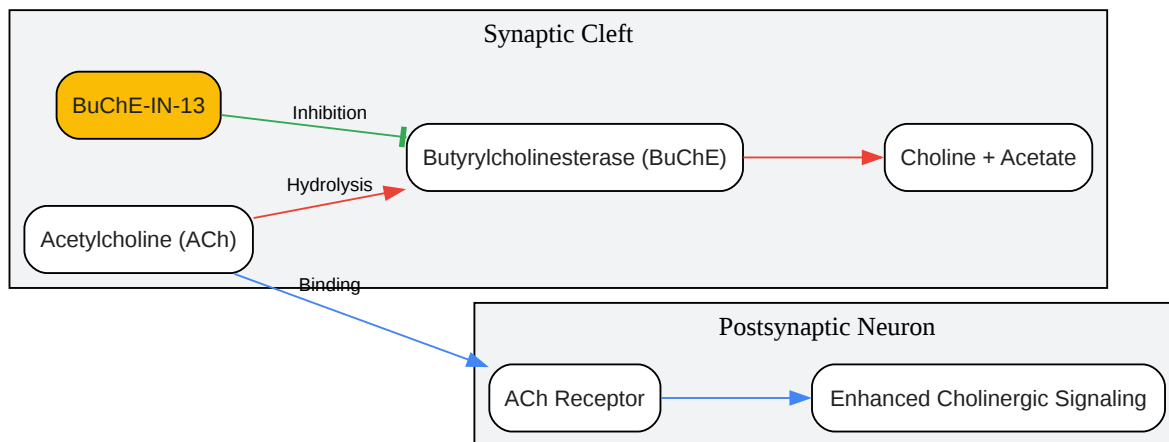 Synaptic Cleft
BuChE-IN-13
Inhibition
Butyrylcholinesterase (BuChE)
Choline + Acetate
Hydrolysis
Acetylcholine (ACh)
Binding
Postsynaptic Neuron
ACh Receptor
Enhanced Cholinergic Signaling